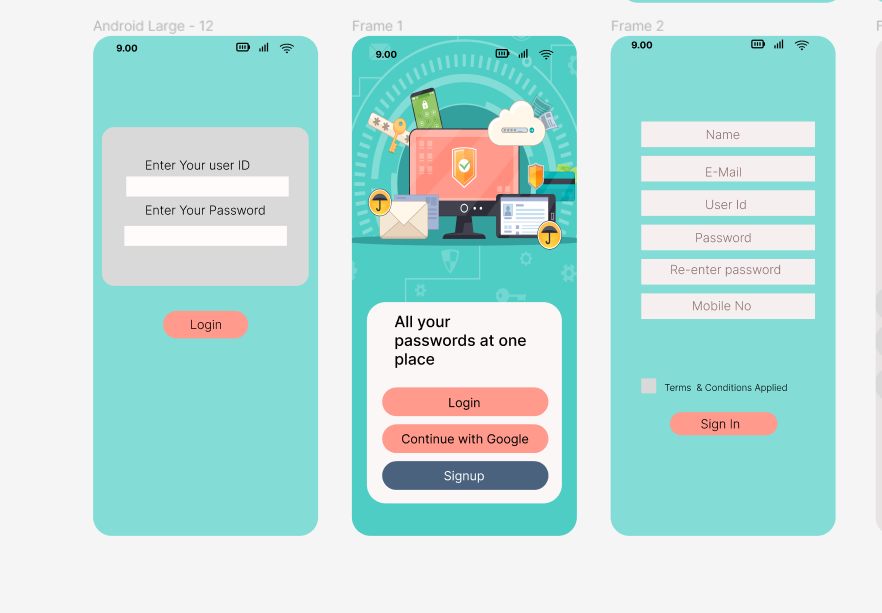 Android Large - 12
9.00
Enter Your user ID
Enter Your Password
Login
Frame 1
9.00
All your
passwords at one
place
Login
Continue with Google
Signup
Frame 2
9.00
Name
E-Mail
User Id
Password
Re-enter password
Mobile No
Terms & Conditions Applied
Sign In
F